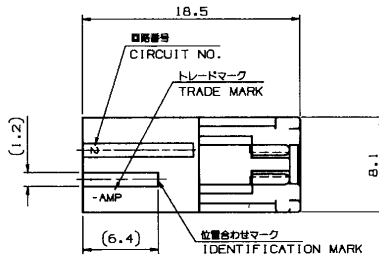 18.5
回路番号
CIRCUIT NO.
トレードマーク
TRADE MARK
(1.2)
2
8.1
-AMP
(6.4)
位置合わせマーク
IDENTIFICATION MARK